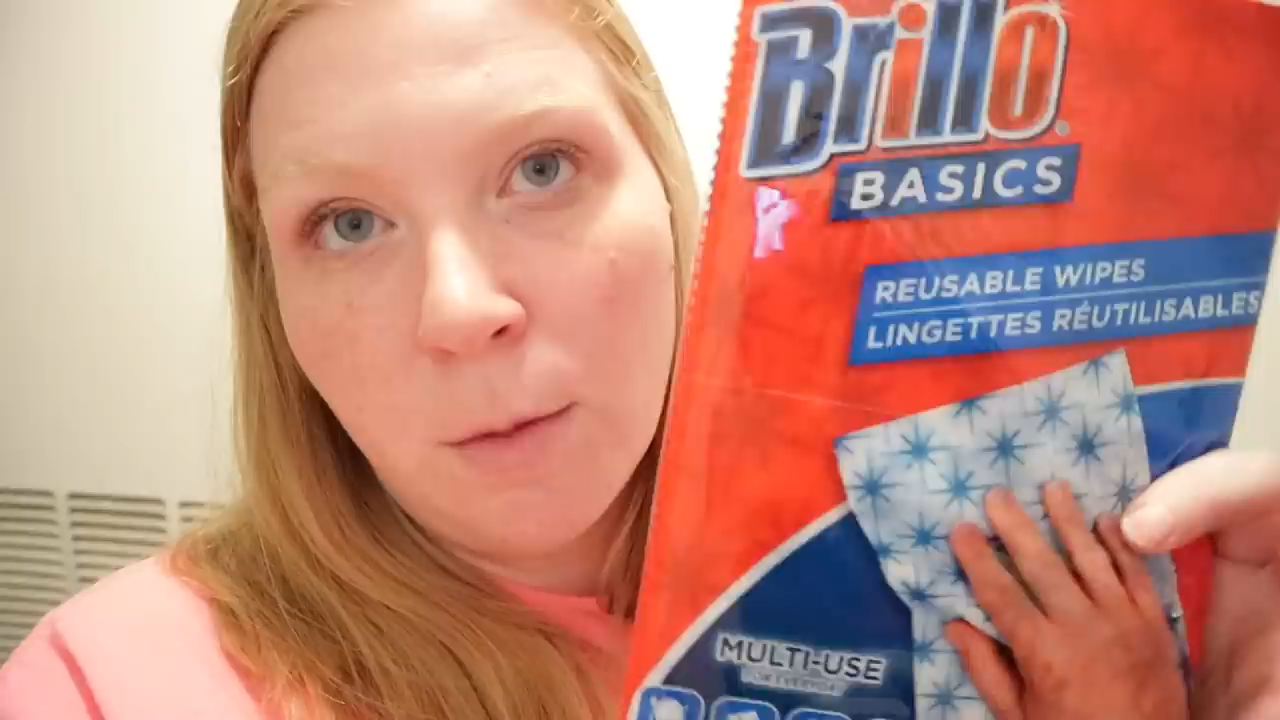 Brillo®
BASICS
REUSABLE WIPES
LINGETTES RÉUTILISABLES
MULTI-USE